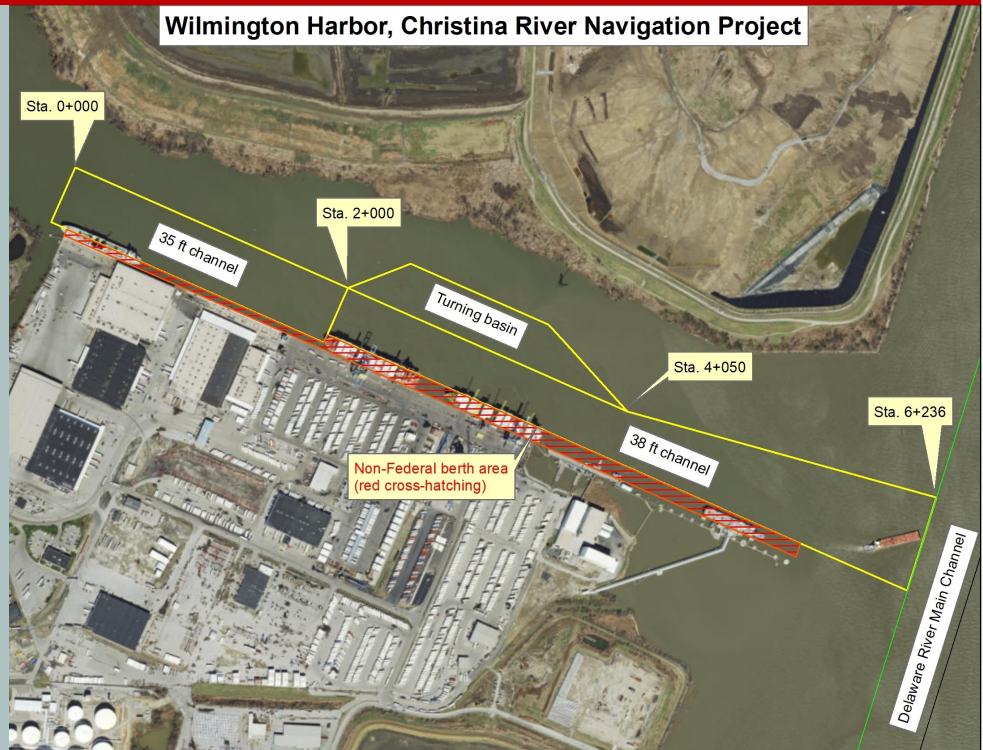 Wilmington Harbor, Christina River Navigation Project
Sta. 0+000
Sta. 2+000
35 ft channel
Turning basin
Sta. 4+050
Sta. 6+236
38 ft channel
Non-Federal berth area
(red cross-hatching)
Delaware River Main Channel